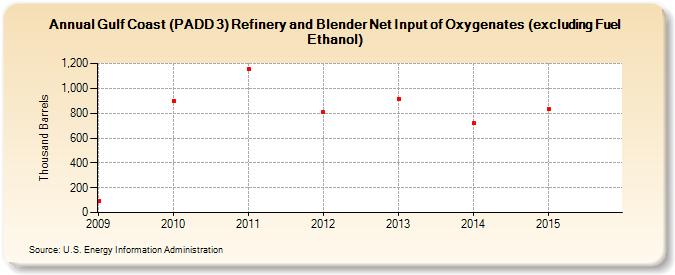 Annual Gulf Coast (PADD 3) Refinery and Blender Net Input of Oxygenates (excluding Fuel
Ethanol)
Thousand Barrels
1,200
1,000
800
600
400
200
0
2009 2010 2011 2012 2013 2014 2015
Source: U.S. Energy Information Administration